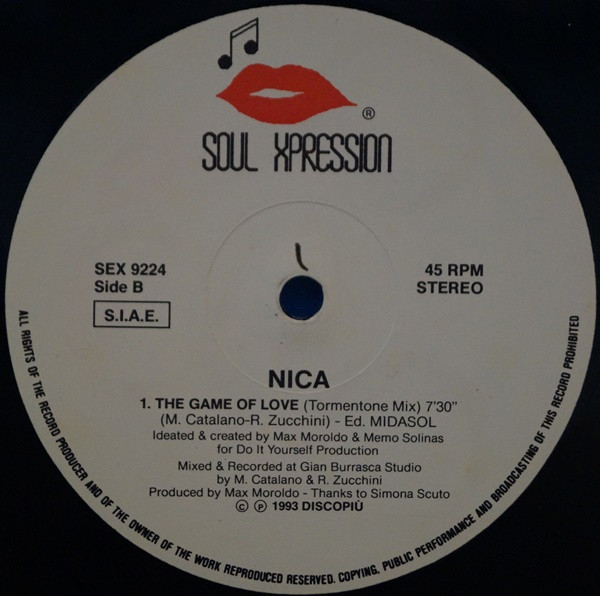 ®
SOUL XPRESSION
SEX 9224
Side B
S.I.A.E.
45 RPM
STEREO
NICA
1. THE GAME OF LOVE (Tormentone Mix) 7'30"
(M. Catalano-R. Zucchini) - Ed. MIDASOL
Ideated & created by Max Moroldo & Memo Solinas
for Do It Yourself Production
Mixed & Recorded at Gian Burrasca Studio
by M. Catalano & R. Zucchini
Produced by Max Moroldo - Thanks to Simona Scuto
© ℗ 1993 DISCOPIÙ
ALL RIGHTS OF THE RECORD PRODUCER AND OF THE OWNER OF THE WORK REPRODUCED RESERVED. COPYING, PUBLIC PERFORMANCE AND BROADCASTING OF THIS RECORD PROHIBITED